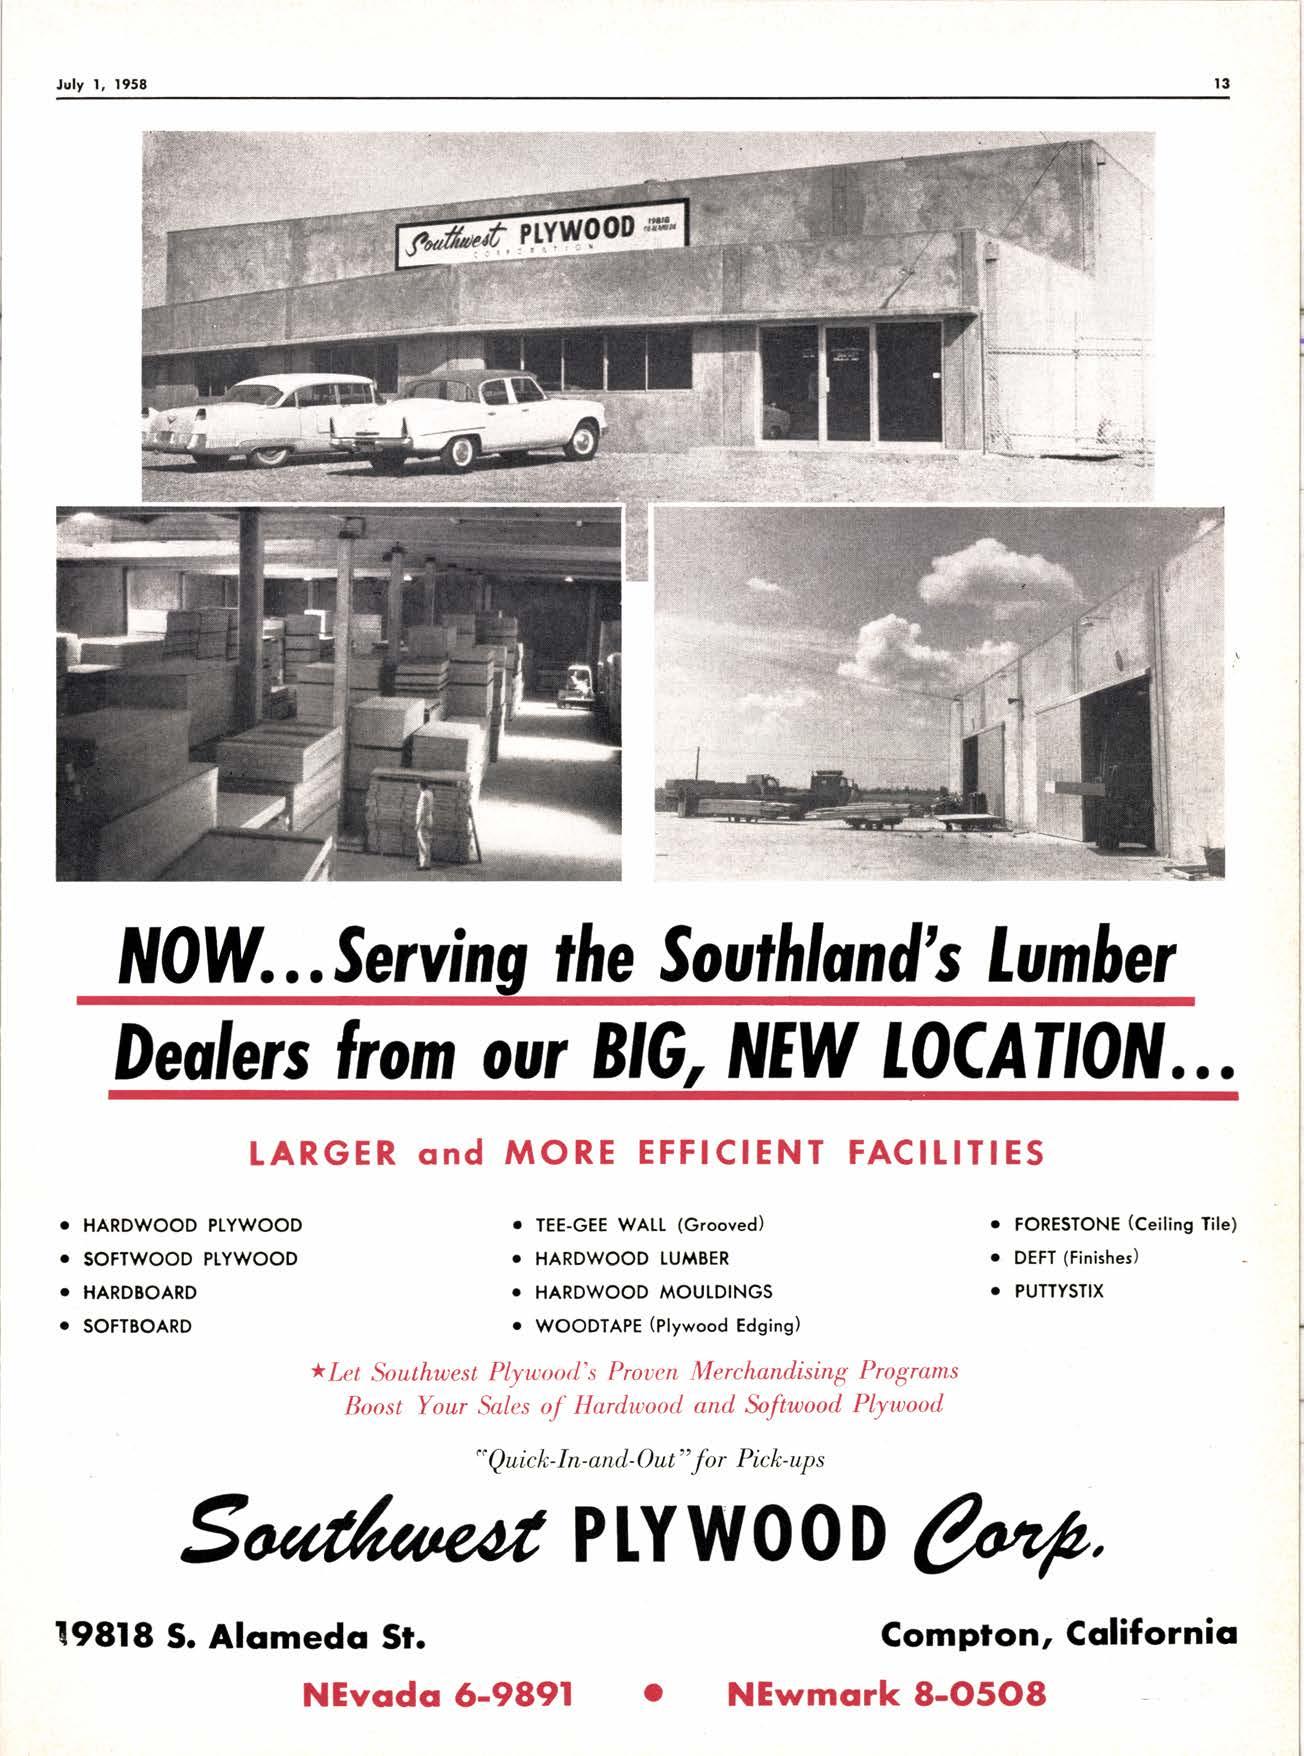 July 1, 1958
13
Southwest PLYWOOD 19818
CORPORATION
NOW...Serving the Southland's Lumber
Dealers from our BIG, NEW LOCATION...
LARGER and MORE EFFICIENT FACILITIES
• HARDWOOD PLYWOOD
• SOFTWOOD PLYWOOD
• HARDBOARD
• SOFTBOARD
• TEE-GEE WALL (Grooved)
• HARDWOOD LUMBER
• HARDWOOD MOULDINGS
• WOODTAPE (Plywood Edging)
• FORESTONE (Ceiling Tile)
• DEFT (Finishes)
• PUTTYSTIX
★Let Southwest Plywood's Proven Merchandising Programs
Boost Your Sales of Hardwood and Softwood Plywood
"Quick-In-and-Out" for Pick-ups
Southwest PLYWOOD Corp.
19818 S. Alameda St.
Compton, California
NEvada 6-9891 • NEwmark 8-0508